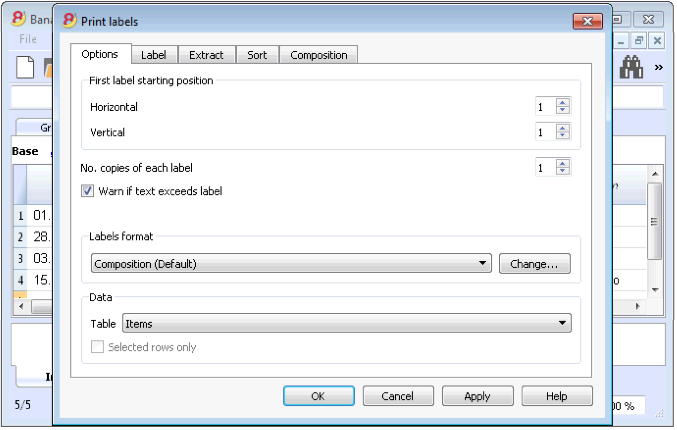 Bana
Print labels
File
Options Label Extract Sort Composition
First label starting position
Horizontal 1
Vertical 1
No. copies of each label 1
Warn if text exceeds label
Labels format
Composition (Default) Change...
Data
Table Items
Selected rows only
OK Cancel Apply Help
»
Gr
Base
1 01.
2 28.
3 03.
4 15.
5/5
00 %